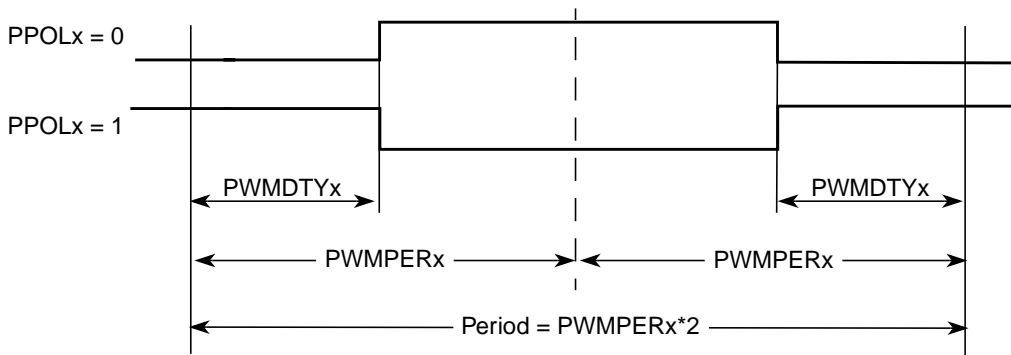 PPOLx = 0
PPOLx = 1
PWMDTYx
PWMDTYx
PWMPERx
PWMPERx
Period = PWMPERx*2